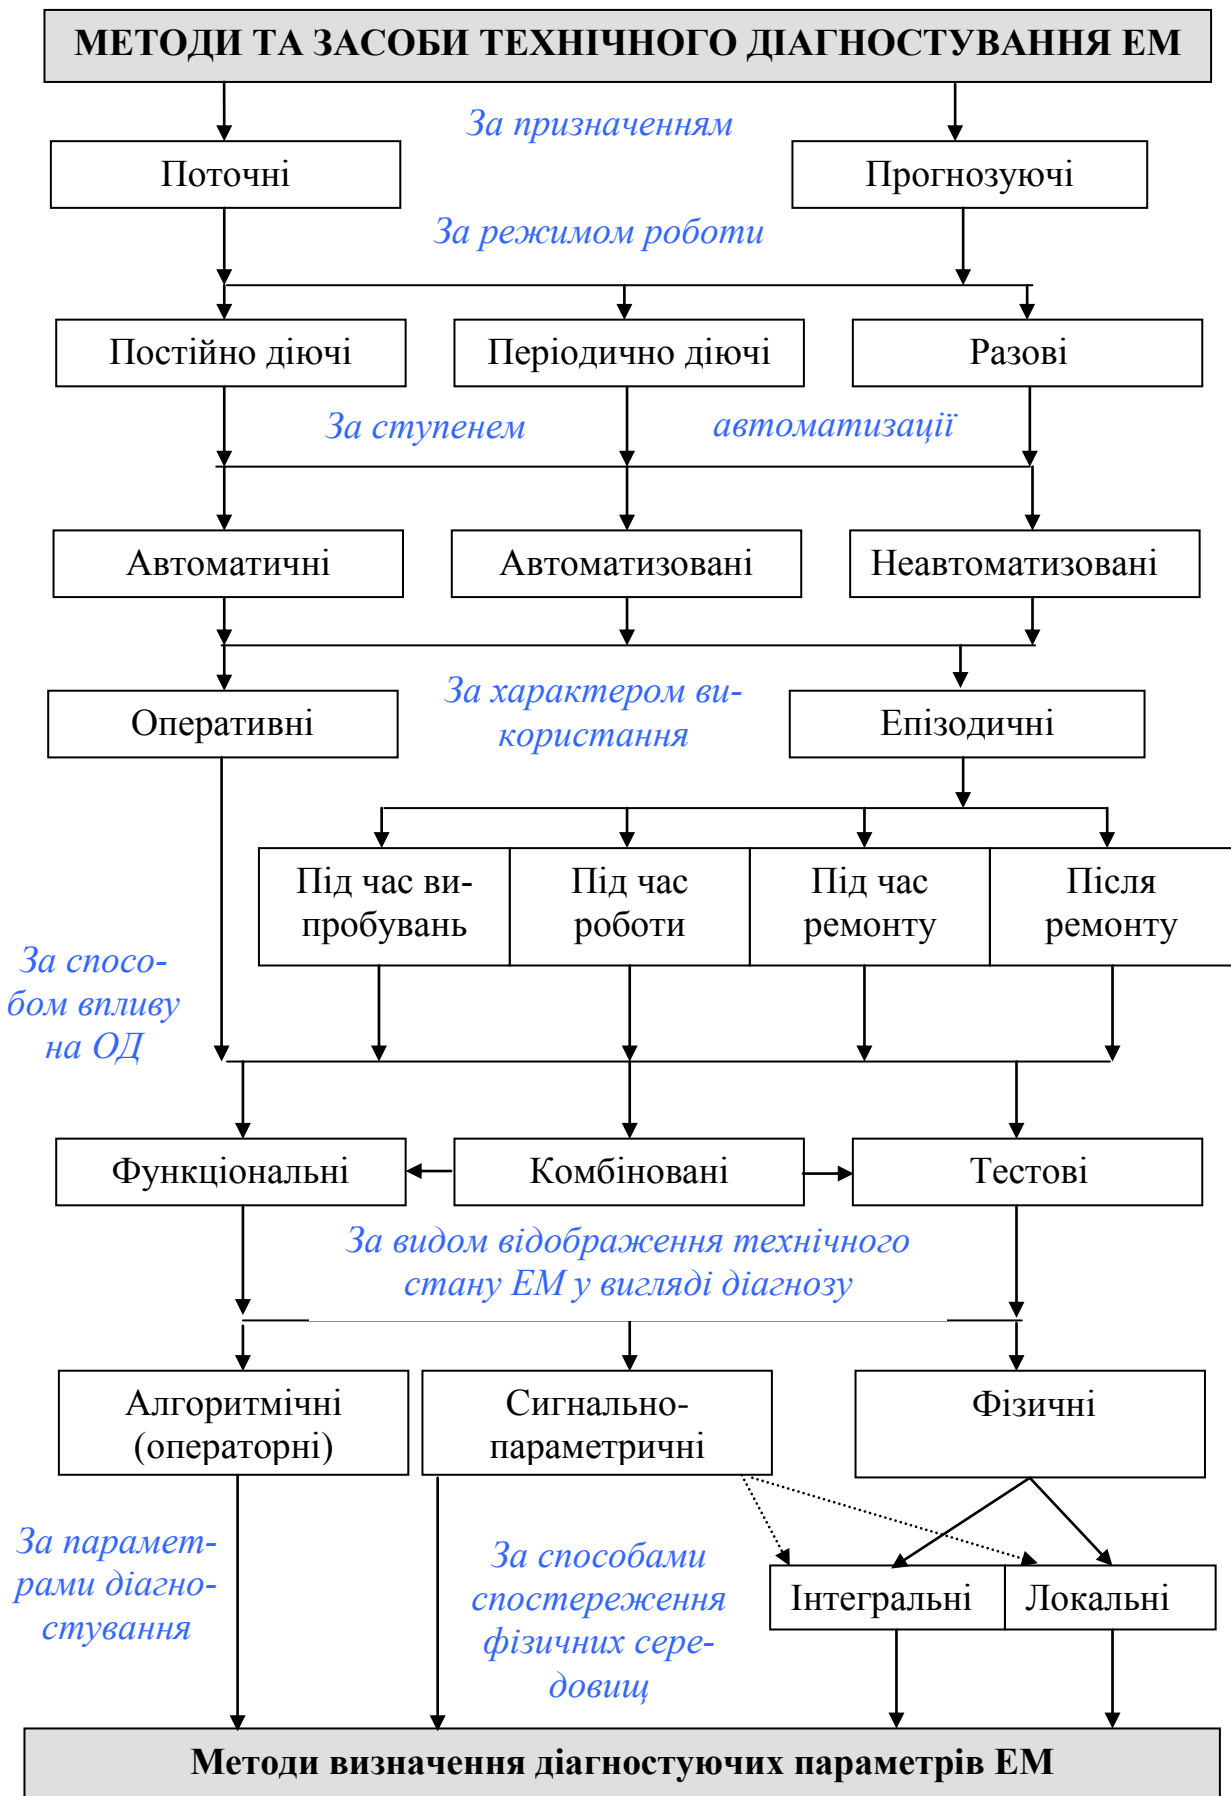 МЕТОДИ ТА ЗАСОБИ ТЕХНІЧНОГО ДІАГНОСТУВАННЯ ЕМ
За призначенням
Поточні
Прогнозуючі
За режимом роботи
Постійно діючі
Періодично діючі
Разові
За ступенем
автоматизації
Автоматичні
Автоматизовані
Неавтоматизовані
Оперативні
За характером ви-
користання
Епізодичні
Під час ви-
пробувань
Під час
роботи
Під час
ремонту
Після
ремонту
За спосо-
бом впливу
на ОД
Функціональні
Комбіновані
Тестові
За видом відображення технічного
стану ЕМ у вигляді діагнозу
Алгоритмічні
(операторні)
Сигнально-
параметричні
Фізичні
За парамет-
рами діагно-
стування
За способами
спостереження
фізичних сере-
довищ
Інтегральні
Локальні
Методи визначення діагностуючих параметрів ЕМ